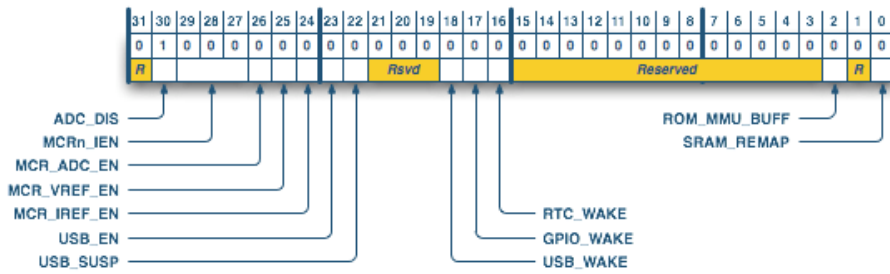 31 30 29 28 27 26 25 24 23 22 21 20 19 18 17 16 15 14 13 12 11 10 9 8 7 6 5 4 3 2 1 0
0 1 0 0 0 0 0 0 0 0 0 0 0 0 0 0 0 0 0 0 0 0 0 0 0 0 0 0 0 0 0 0
R Rsvd Reserved R
ADC_DIS ROM_MMU_BUFF
MCRn_IEN SRAM_REMAP
MCR_ADC_EN
MCR_VREF_EN
MCR_IREF_EN RTC_WAKE
USB_EN GPIO_WAKE
USB_SUSP USB_WAKE